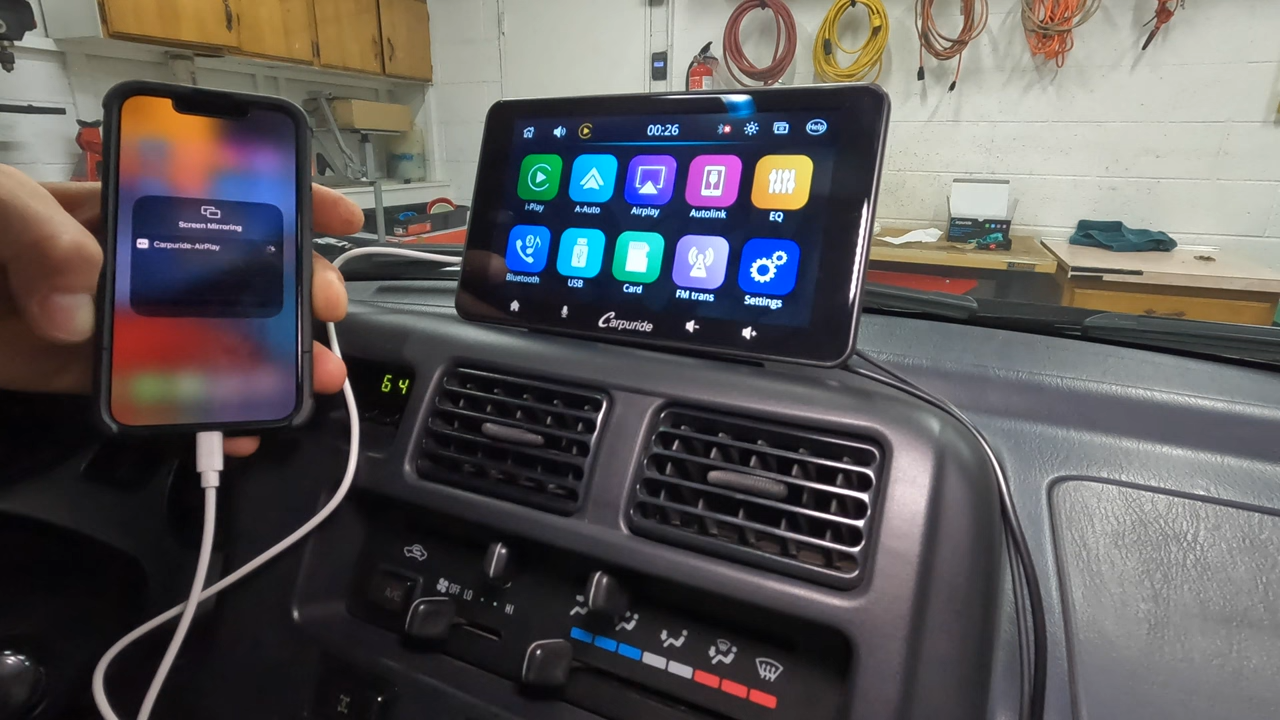 Screen Mirroring
Carpuride-AirPlay
00:26
Help
i-Play
A-Auto
Airplay
Autolink
EQ
Bluetooth
USB
Card
FM trans
Settings
Carpuride
64
A/C
OFF LO
HI